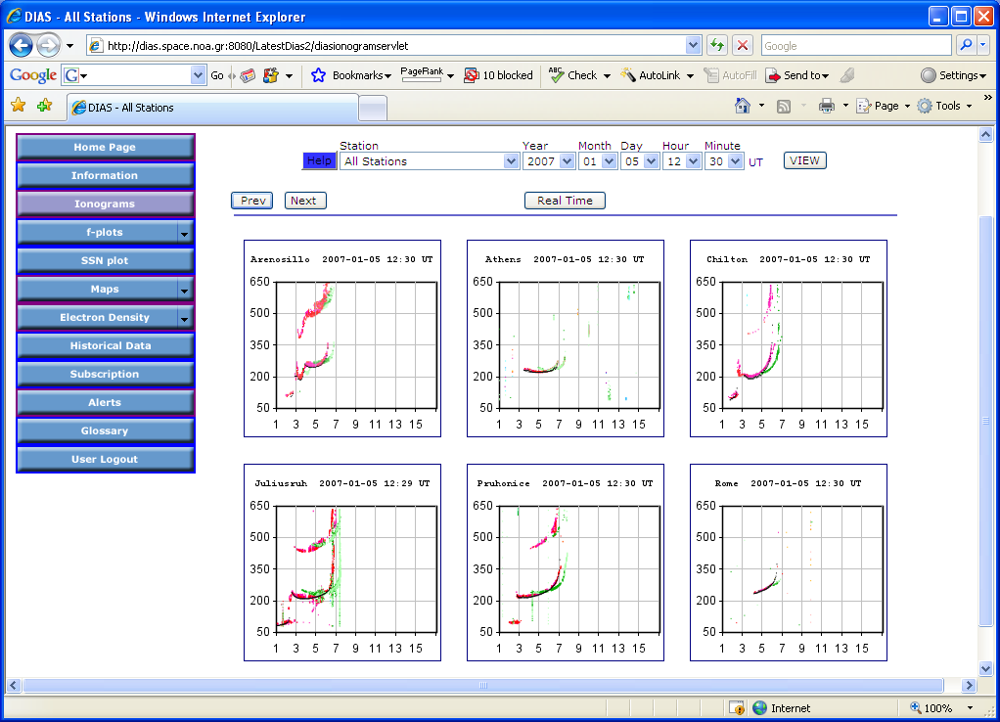 DIAS - All Stations - Windows Internet Explorer
http://dias.space.noa.gr:8080/LatestDias2/diasionogramservlet
Google
Google G Go Bookmarks PageRank 10 blocked ABC Check AutoLink AutoFill Send to Settings
DIAS - All Stations Page Tools »
Home Page
Information
Ionograms
f-plots
SSN plot
Maps
Electron Density
Historical Data
Subscription
Alerts
Glossary
User Logout
Station Year Month Day Hour Minute
Help All Stations 2007 01 05 12 30 UT VIEW
Prev Next Real Time
Arenosillo 2007-01-05 12:30 UT
650
500
350
200
50
1 3 5 7 9 11 13 15
Athens 2007-01-05 12:30 UT
650
500
350
200
50
1 3 5 7 9 11 13 15
Chilton 2007-01-05 12:30 UT
650
500
350
200
50
1 3 5 7 9 11 13 15
Juliusruh 2007-01-05 12:29 UT
650
500
350
200
50
1 3 5 7 9 11 13 15
Pruhonice 2007-01-05 12:30 UT
650
500
350
200
50
1 3 5 7 9 11 13 15
Rome 2007-01-05 12:30 UT
650
500
350
200
50
1 3 5 7 9 11 13 15
Internet 100%